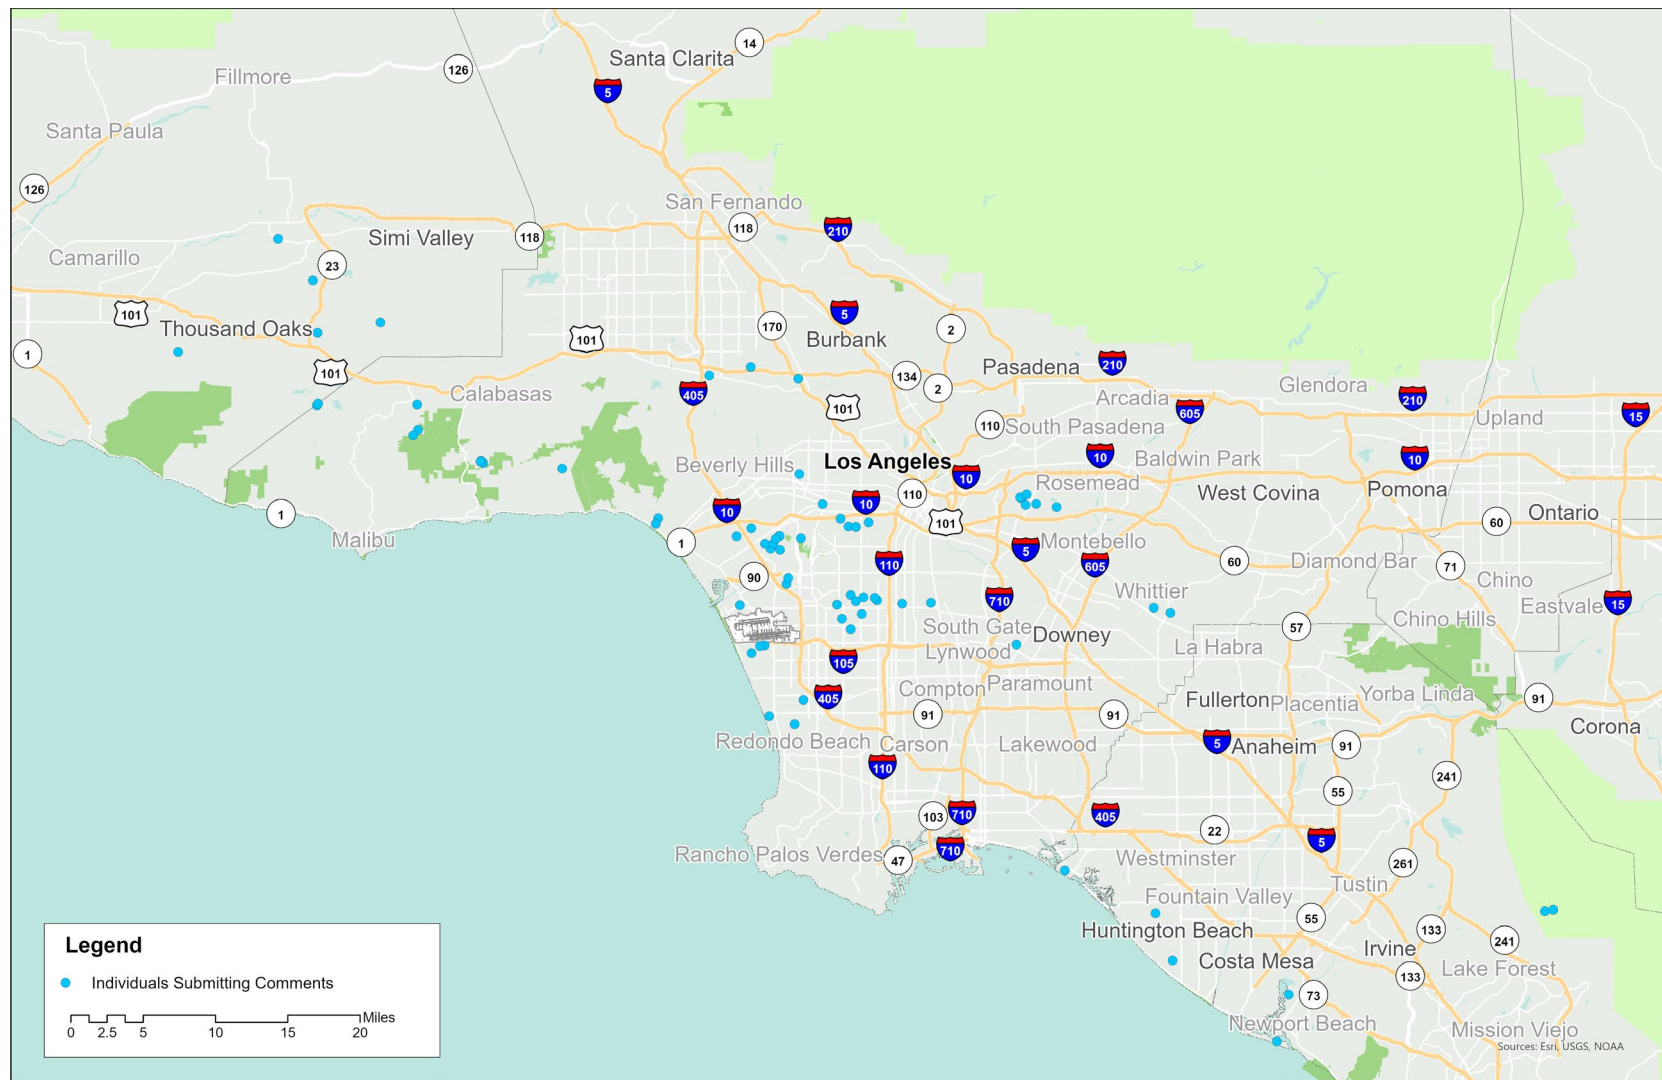 14
Santa Clarita
126
Fillmore
5
Santa Paula
126
San Fernando
118
210
118
Simi Valley
Camarillo
23
101
5
170
2
Thousand Oaks
101
Burbank
1
Pasadena
210
101
134
2
Glendora
Calabasas
405
Arcadia
210
101
605
15
110
South Pasadena
Upland
10
Baldwin Park
10
Beverly Hills
Los Angeles
10
Rosemead
West Covina
Pomona
110
10
10
1
101
60
Ontario
Malibu
1
5
Montebello
110
605
60
Diamond Bar
71
90
Chino
Whittier
710
Eastvale
15
Chino Hills
South Gate
Downey
57
Lynwood
La Habra
105
Compton
Paramount
405
Fullerton
Placentia
Yorba Linda
91
91
91
Corona
Redondo Beach
Carson
Lakewood
5
Anaheim
91
110
241
55
103
710
405
22
5
710
Rancho Palos Verdes
47
Westminster
261
Tustin
Fountain Valley
55
Huntington Beach
133
241
Irvine
Costa Mesa
Lake Forest
133
73
Newport Beach
Mission Viejo
Sources: Esri, USGS, NOAA
Legend
Individuals Submitting Comments
Miles
0 2.5 5 10 15 20